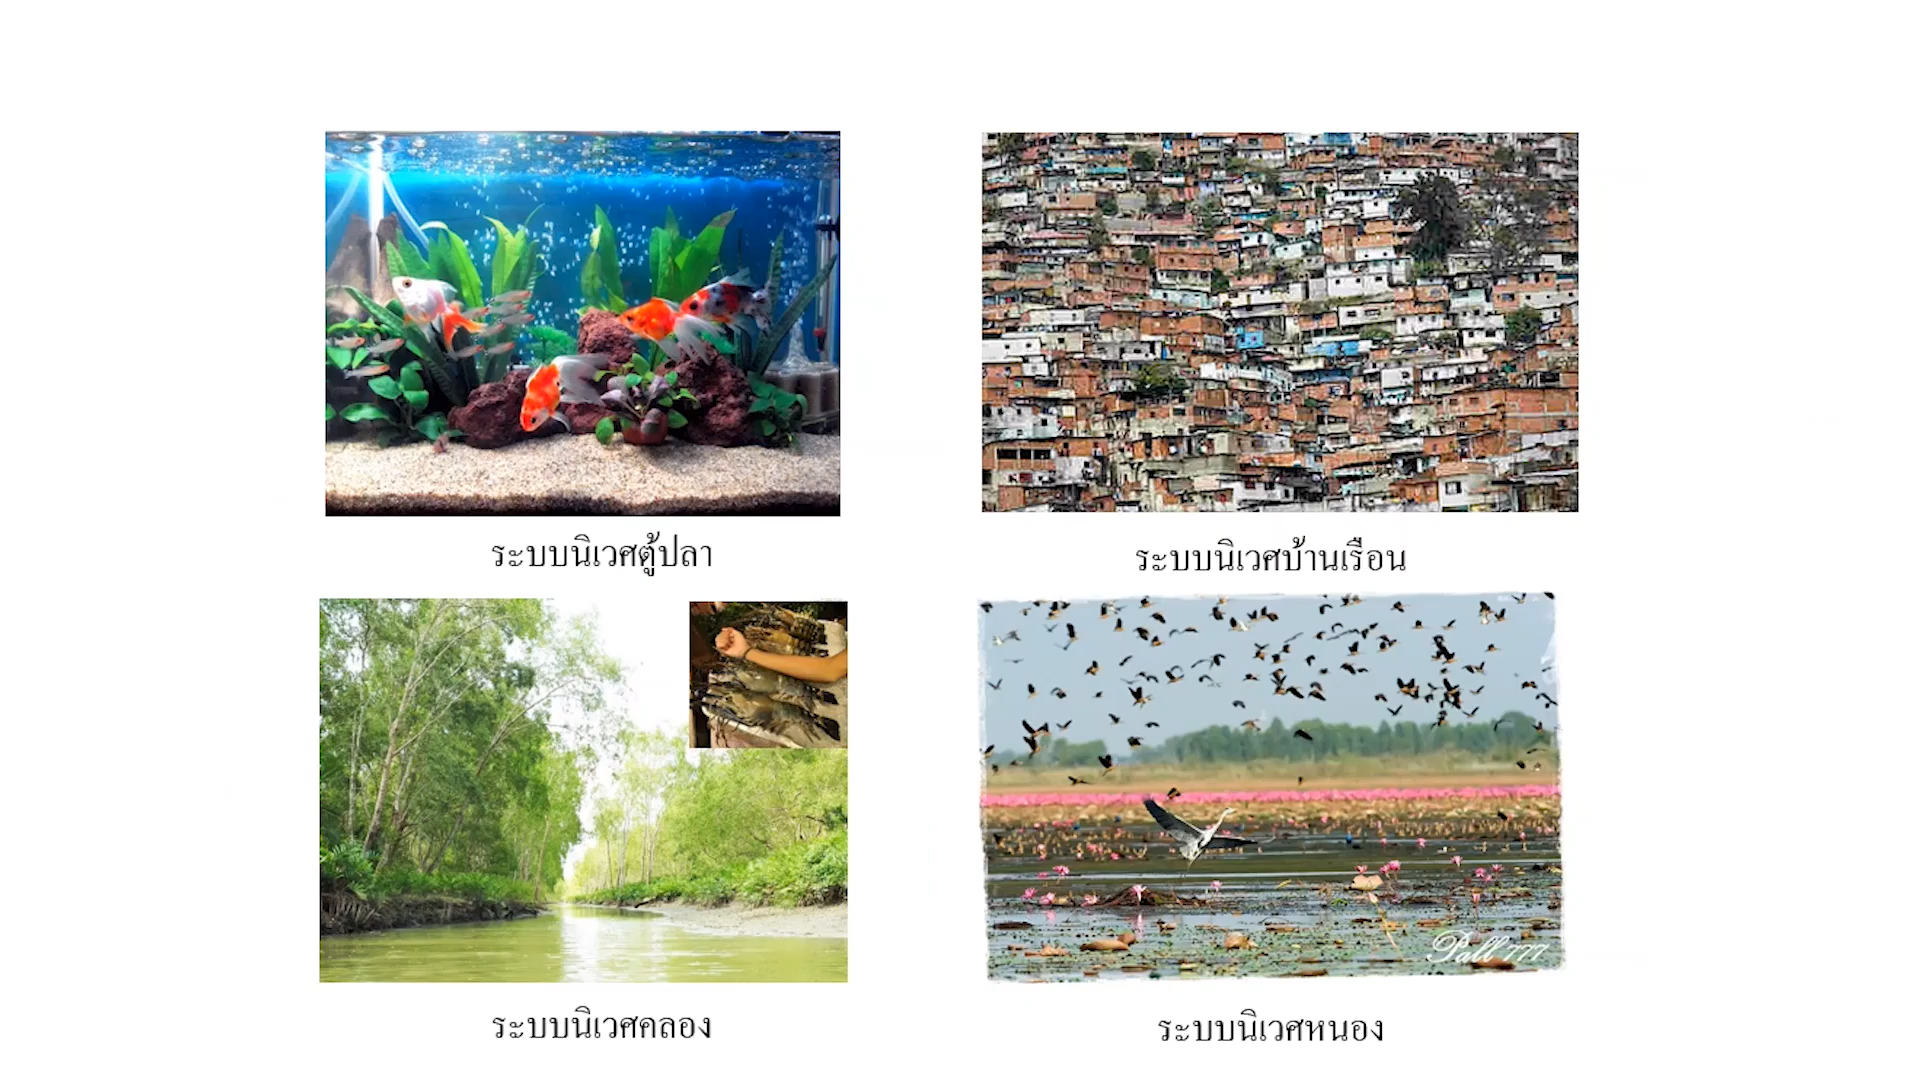 ระบบนิเวศตู้ปลา
ระบบนิเวศบ้านเรือน
Pall 777
ระบบนิเวศคลอง
ระบบนิเวศหนอง